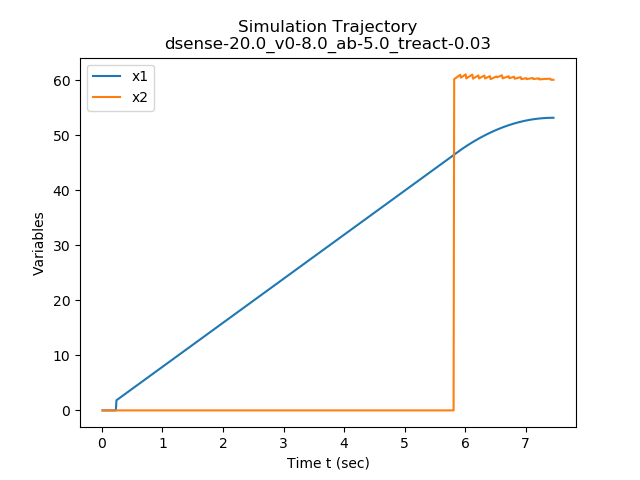 Simulation Trajectory
dsense-20.0_v0-8.0_ab-5.0_treact-0.03
x1
x2
60
50
40
30
20
10
0
Variables
0 1 2 3 4 5 6 7
Time t (sec)